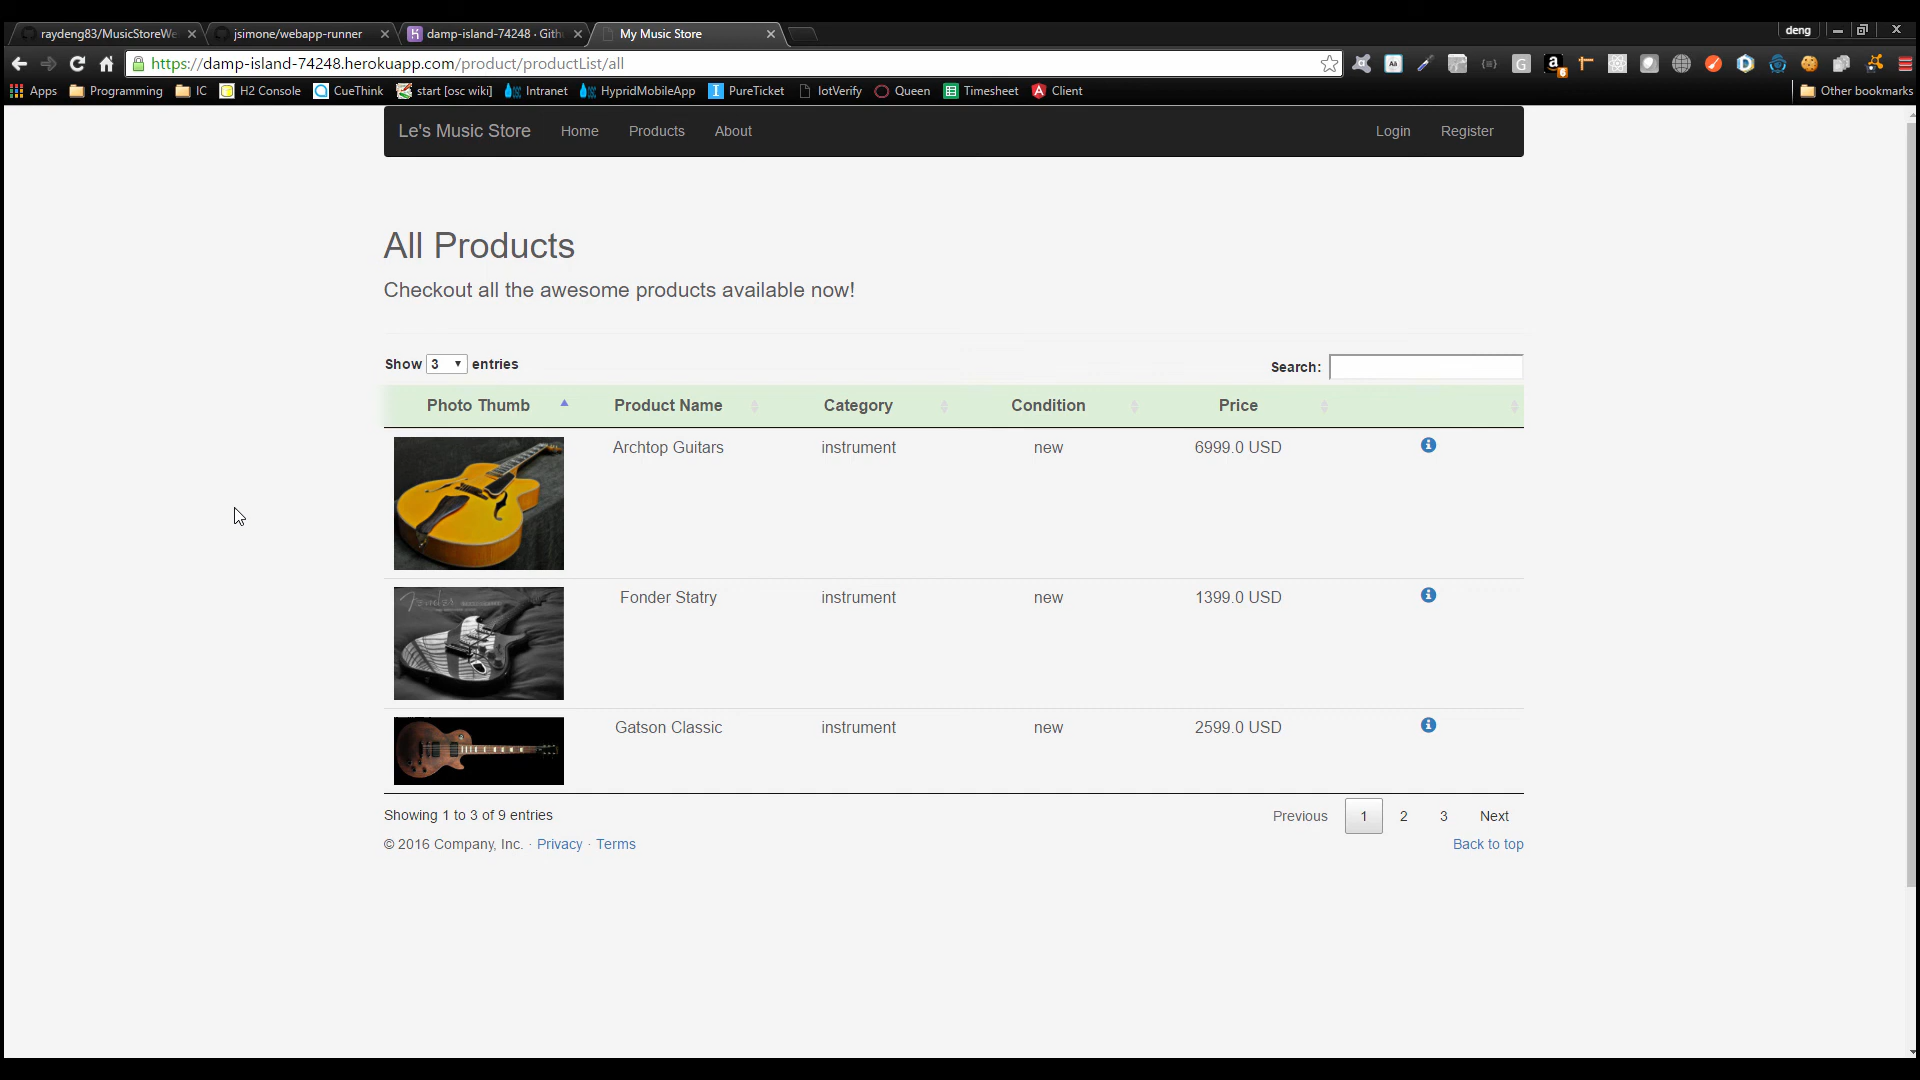 raydeng83/MusicStoreWe
jsimone/webapp-runner
damp-island-74248 · Gith
My Music Store
deng
https://damp-island-74248.herokuapp.com/product/productList/all
Apps Programming IC H2 Console CueThink start [osc wiki] Intranet HypridMobileApp PureTicket IotVerify Queen Timesheet Client Other bookmarks
Le's Music Store Home Products About Login Register
All Products
Checkout all the awesome products available now!
Show 3 entries Search:
Photo Thumb Product Name Category Condition Price
Archtop Guitars instrument new 6999.0 USD
Fonder Statry instrument new 1399.0 USD
Gatson Classic instrument new 2599.0 USD
Showing 1 to 3 of 9 entries Previous 1 2 3 Next
© 2016 Company, Inc. · Privacy · Terms Back to top